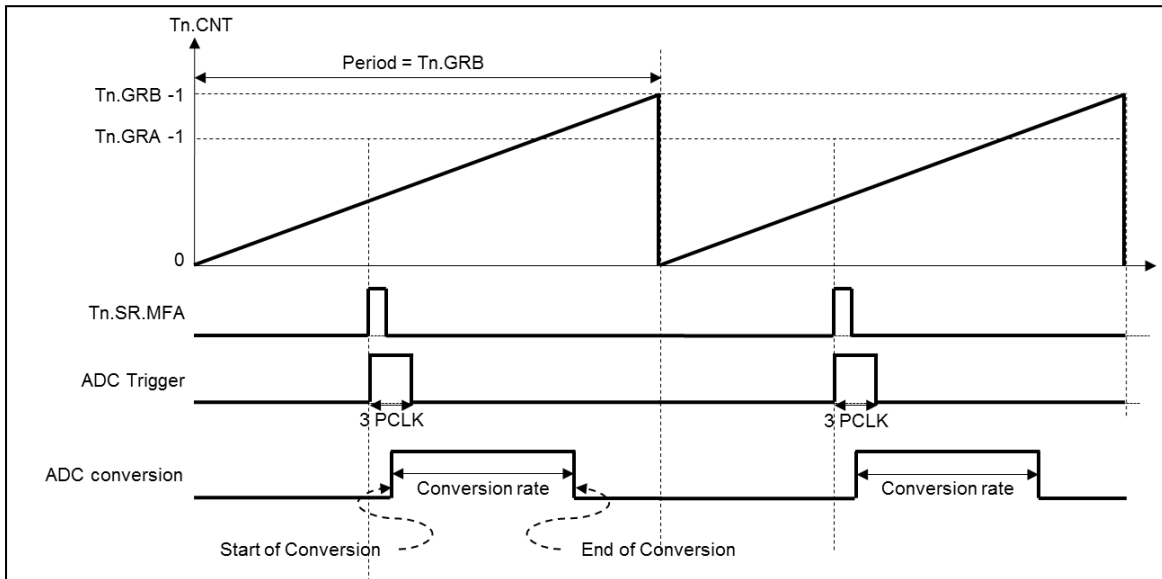 Tn.CNT
Period = Tn.GRB
Tn.GRB -1
Tn.GRA -1
0
Tn.SR.MFA
ADC Trigger
3 PCLK
3 PCLK
ADC conversion
Conversion rate
Conversion rate
Start of Conversion
End of Conversion